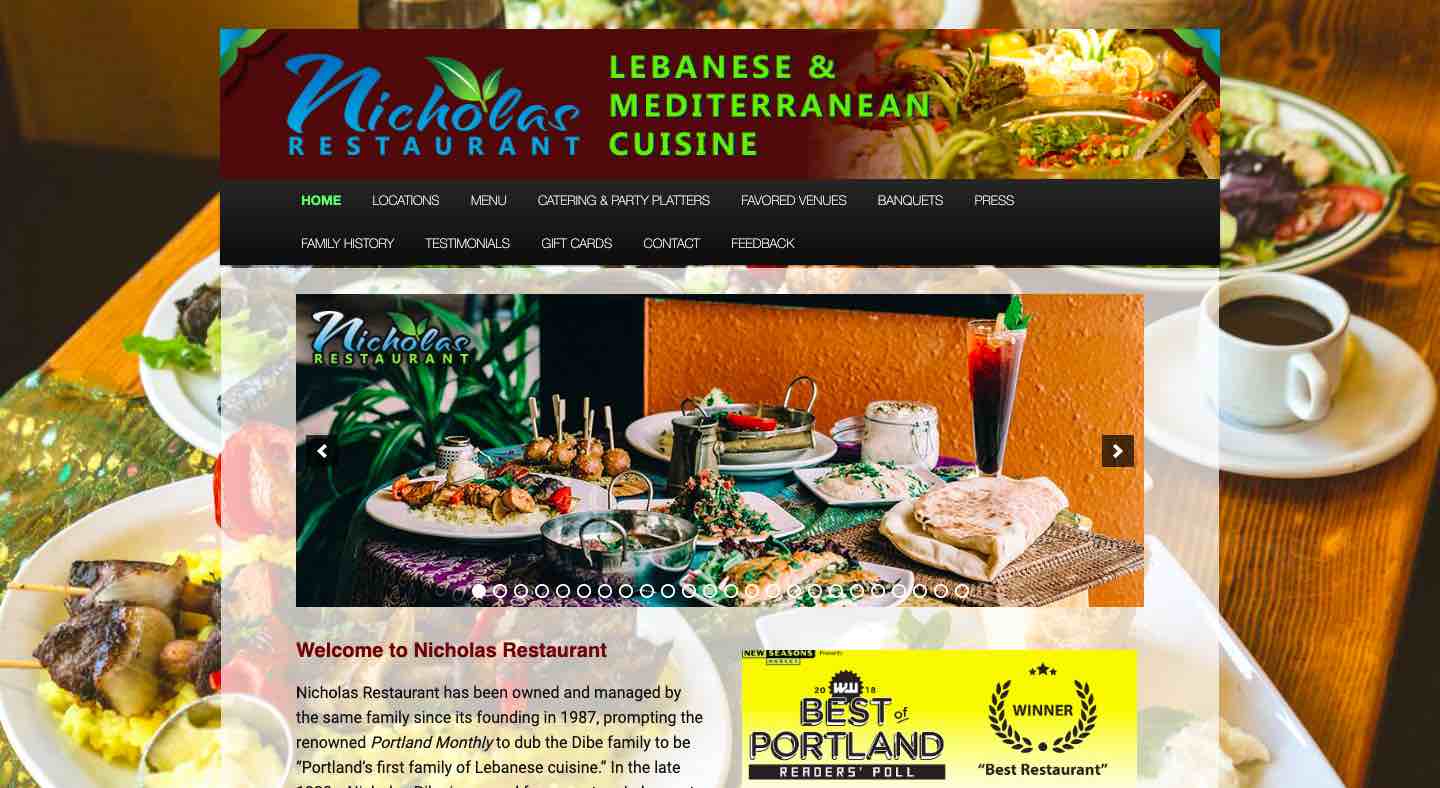 Nicholas
RESTAURANT
LEBANESE &
MEDITERRANEAN
CUISINE
HOME LOCATIONS MENU CATERING & PARTY PLATTERS FAVORED VENUES BANQUETS PRESS
FAMILY HISTORY TESTIMONIALS GIFT CARDS CONTACT FEEDBACK
Nicholas
RESTAURANT
Welcome to Nicholas Restaurant
Nicholas Restaurant has been owned and managed by
the same family since its founding in 1987, prompting the
renowned Portland Monthly to dub the Dibe family to be
“Portland’s first family of Lebanese cuisine.” In the late
NEW SEASONS Presents
MARKET
2018
WW
BEST of
PORTLAND
READERS’ POLL
WINNER
“Best Restaurant”